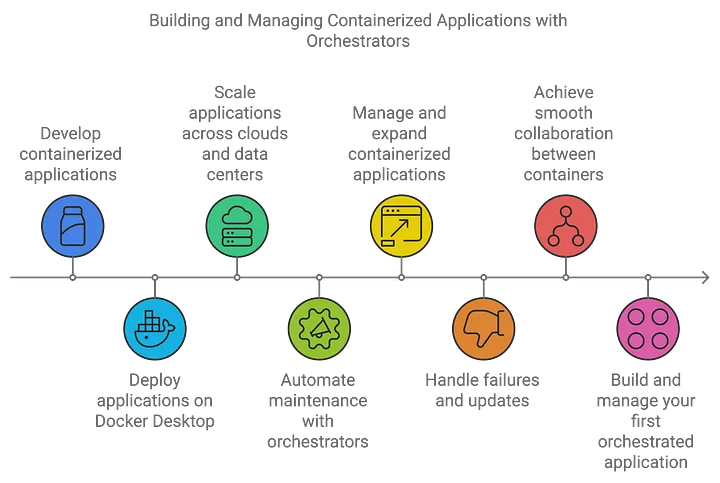 Building and Managing Containerized Applications with
Orchestrators
Develop
containerized
applications
Deploy
applications on
Docker Desktop
Scale
applications
across clouds
and data
centers
Automate
maintenance
with
orchestrators
Manage and
expand
containerized
applications
Handle failures
and updates
Achieve
smooth
collaboration
between
containers
Build and
manage your
first
orchestrated
application